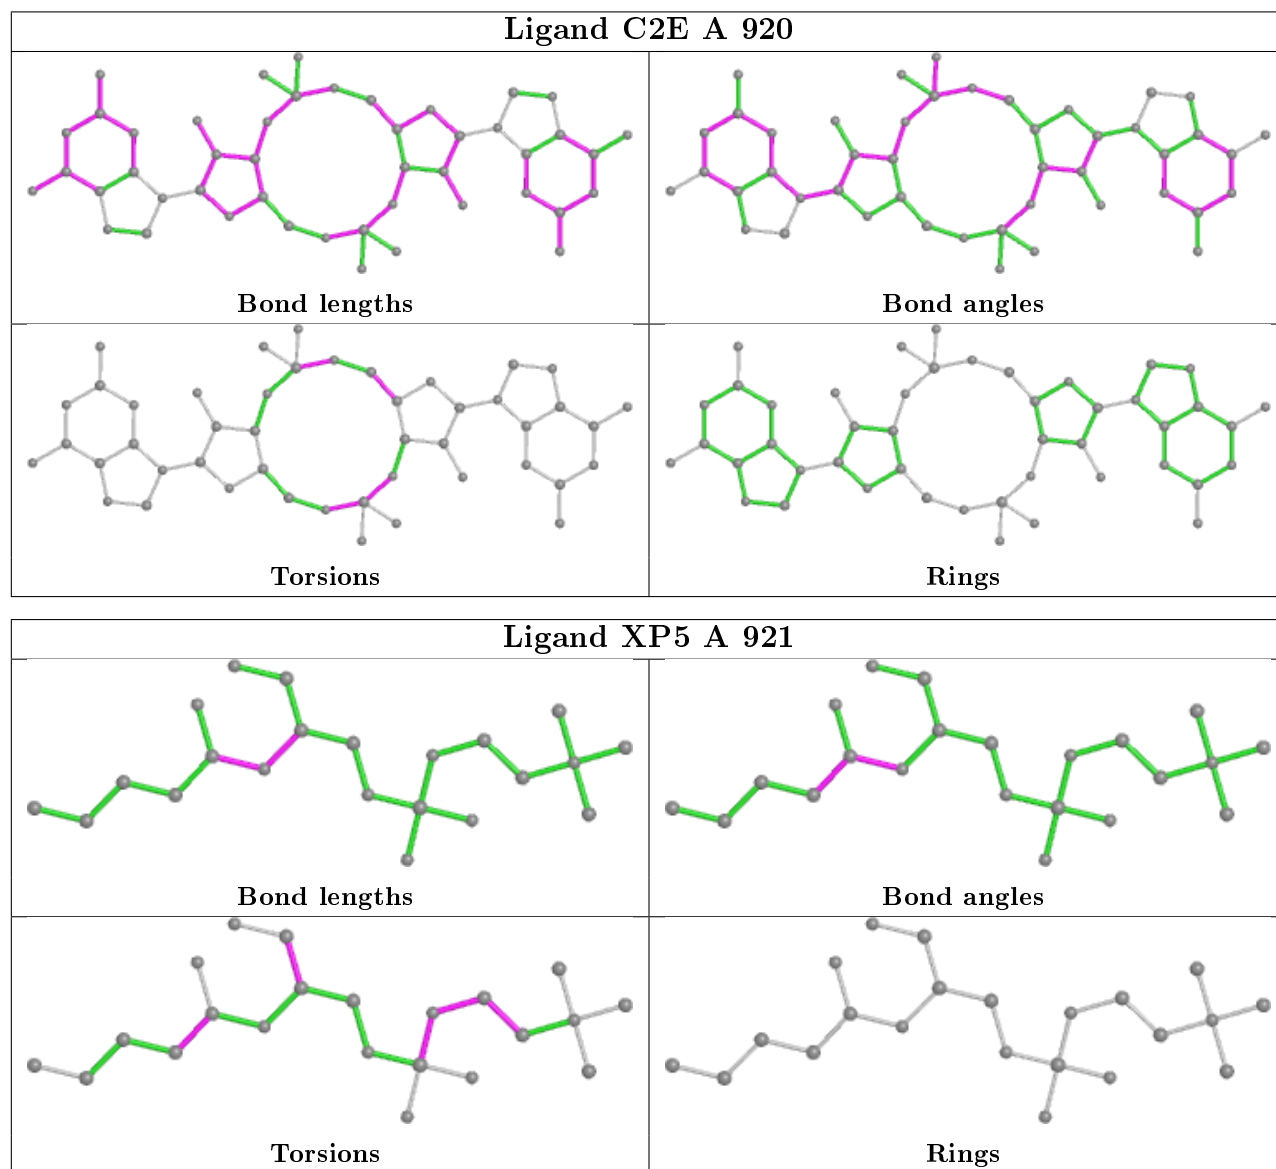 Ligand C2E A 920
Bond lengths
Bond angles
Torsions
Rings
Ligand XP5 A 921
Bond lengths
Bond angles
Torsions
Rings